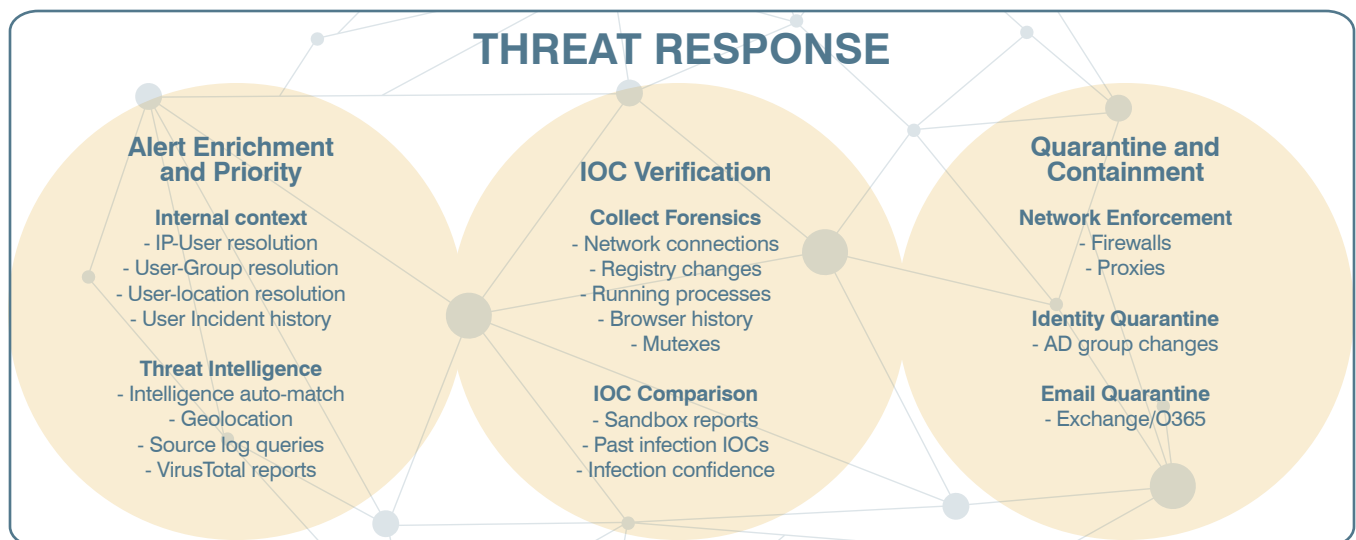 THREAT RESPONSE
Alert Enrichment
and Priority
Internal context
- IP-User resolution
- User-Group resolution
- User-location resolution
- User Incident history
Threat Intelligence
- Intelligence auto-match
- Geolocation
- Source log queries
- VirusTotal reports
IOC Verification
Collect Forensics
- Network connections
- Registry changes
- Running processes
- Browser history
- Mutexes
IOC Comparison
- Sandbox reports
- Past infection IOCs
- Infection confidence
Quarantine and
Containment
Network Enforcement
- Firewalls
- Proxies
Identity Quarantine
- AD group changes
Email Quarantine
- Exchange/O365